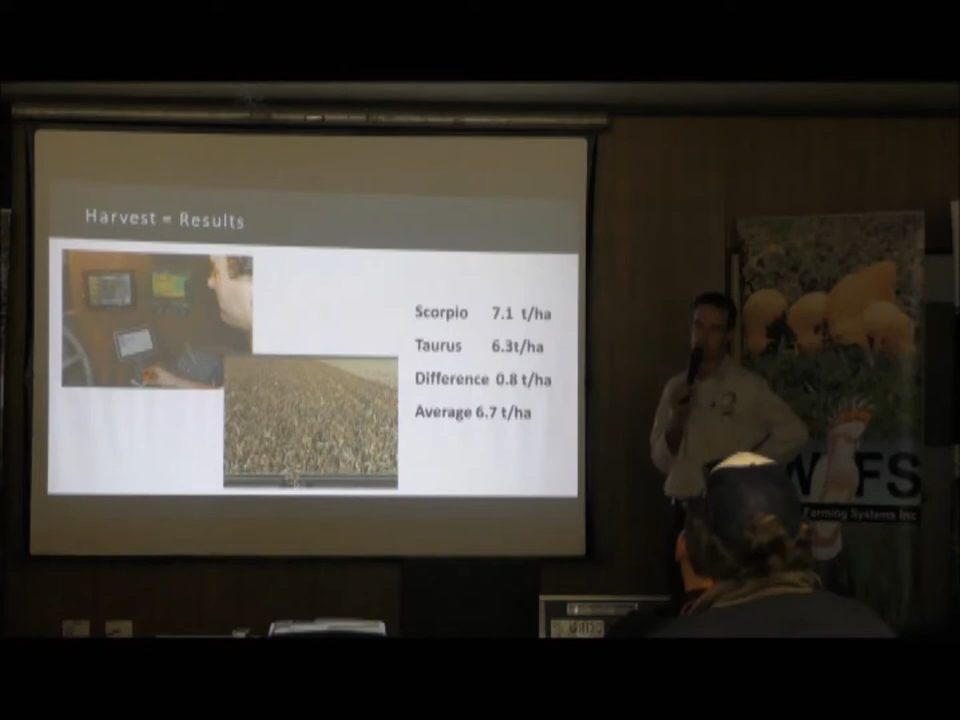 Harvest = Results
Scorpio 7.1 t/ha
Taurus 6.3t/ha
Difference 0.8 t/ha
Average 6.7 t/ha
FS
Farming Systems Inc